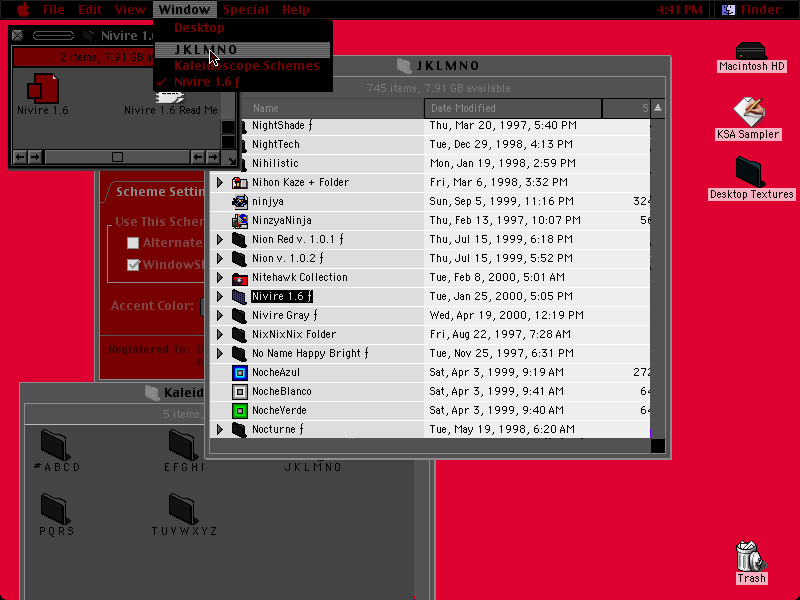 File Edit View Window Special Help 4:41 PM Finder
Desktop
JKLMNO
Kaleidoscope Schemes
✓ Nivire 1.6 ƒ
Nivire 1.
2 items, 7.91 GB av
Nivire 1.6
Nivire 1.6 Read Me
Scheme Settin
Use This Schem
Alternate
WindowSh
Accent Color:
Registered To:
JKLMNO
745 items, 7.91 GB available
Name Date Modified S
NightShade ƒ Thu, Mar 20, 1997, 5:40 PM
NightTech Tue, Dec 29, 1998, 4:13 PM
Nihilistic Mon, Jan 19, 1998, 2:59 PM
Nihon Kaze + Folder Fri, Mar 6, 1998, 3:32 PM
ninjya Sun, Sep 5, 1999, 11:16 PM 324
NinzyaNinja Thu, Feb 13, 1997, 10:07 PM 56
Nion Red v. 1.0.1 ƒ Thu, Jul 15, 1999, 6:18 PM
Nion v. 1.0.2 ƒ Thu, Jul 15, 1999, 5:52 PM
Nitehawk Collection Tue, Feb 8, 2000, 5:01 AM
Nivire 1.6 ƒ Tue, Jan 25, 2000, 5:05 PM
Nivire Gray ƒ Wed, Apr 19, 2000, 12:19 PM
NixNixNix Folder Fri, Aug 22, 1997, 7:28 AM
No Name Happy Bright ƒ Tue, Nov 25, 1997, 6:31 PM
NocheAzul Sat, Apr 3, 1999, 9:19 AM 272
NocheBlanco Sat, Apr 3, 1999, 9:41 AM 64
NocheVerde Sat, Apr 3, 1999, 9:40 AM 64
Nocturne ƒ Tue, May 19, 1998, 6:20 AM
Kaleid
5 items,
#ABCD
EFGHI
JKLMNO
PQRS
TUVWXYZ
Macintosh HD
KSA Sampler
Desktop Textures
Trash